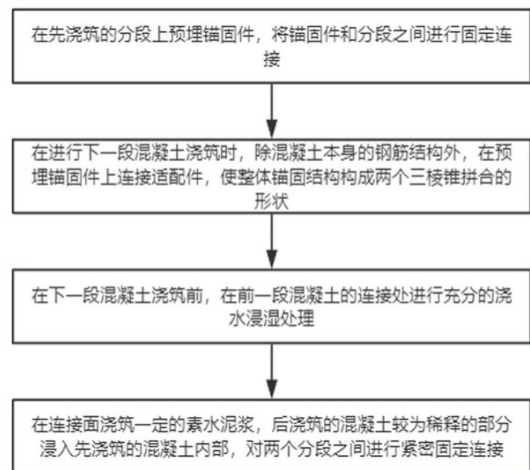 在先浇筑的分段上预埋锚固件，将锚固件和分段之间进行固定连
接
在进行下一段混凝土浇筑时，除混凝土本身的钢筋结构外，在预
埋锚固件上连接适配件，使整体锚固结构构成两个三棱锥拼合的
形状
在下一段混凝土浇筑前，在前一段混凝土的连接处进行充分的浇
水浸湿处理
在连接面浇筑一定的素水泥浆，后浇筑的混凝土较为稀释的部分
浸入先浇筑的混凝土内部，对两个分段之间进行紧密固定连接